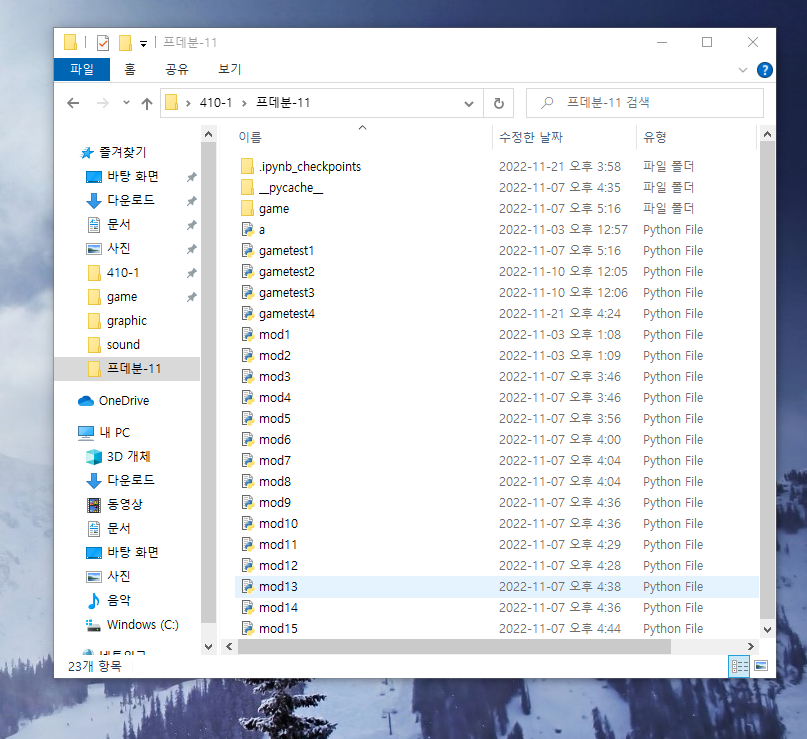 프데분-11
파일 홈 공유 보기
410-1 프데분-11 프데분-11 검색
이름 수정한 날짜 유형
즐겨찾기
바탕 화면
다운로드
문서
사진
410-1
game
graphic
sound
프데분-11
OneDrive
내 PC
3D 개체
다운로드
동영상
문서
바탕 화면
사진
음악
Windows (C:)
.ipynb_checkpoints 2022-11-21 오후 3:58 파일 폴더
__pycache__ 2022-11-07 오후 4:35 파일 폴더
game 2022-11-07 오후 5:16 파일 폴더
a 2022-11-03 오후 12:57 Python File
gametest1 2022-11-07 오후 5:16 Python File
gametest2 2022-11-10 오후 12:05 Python File
gametest3 2022-11-10 오후 12:06 Python File
gametest4 2022-11-21 오후 4:24 Python File
mod1 2022-11-03 오후 1:08 Python File
mod2 2022-11-03 오후 1:09 Python File
mod3 2022-11-07 오후 3:46 Python File
mod4 2022-11-07 오후 3:46 Python File
mod5 2022-11-07 오후 3:56 Python File
mod6 2022-11-07 오후 4:00 Python File
mod7 2022-11-07 오후 4:04 Python File
mod8 2022-11-07 오후 4:04 Python File
mod9 2022-11-07 오후 4:36 Python File
mod10 2022-11-07 오후 4:36 Python File
mod11 2022-11-07 오후 4:29 Python File
mod12 2022-11-07 오후 4:28 Python File
mod13 2022-11-07 오후 4:38 Python File
mod14 2022-11-07 오후 4:36 Python File
mod15 2022-11-07 오후 4:44 Python File
23개 항목